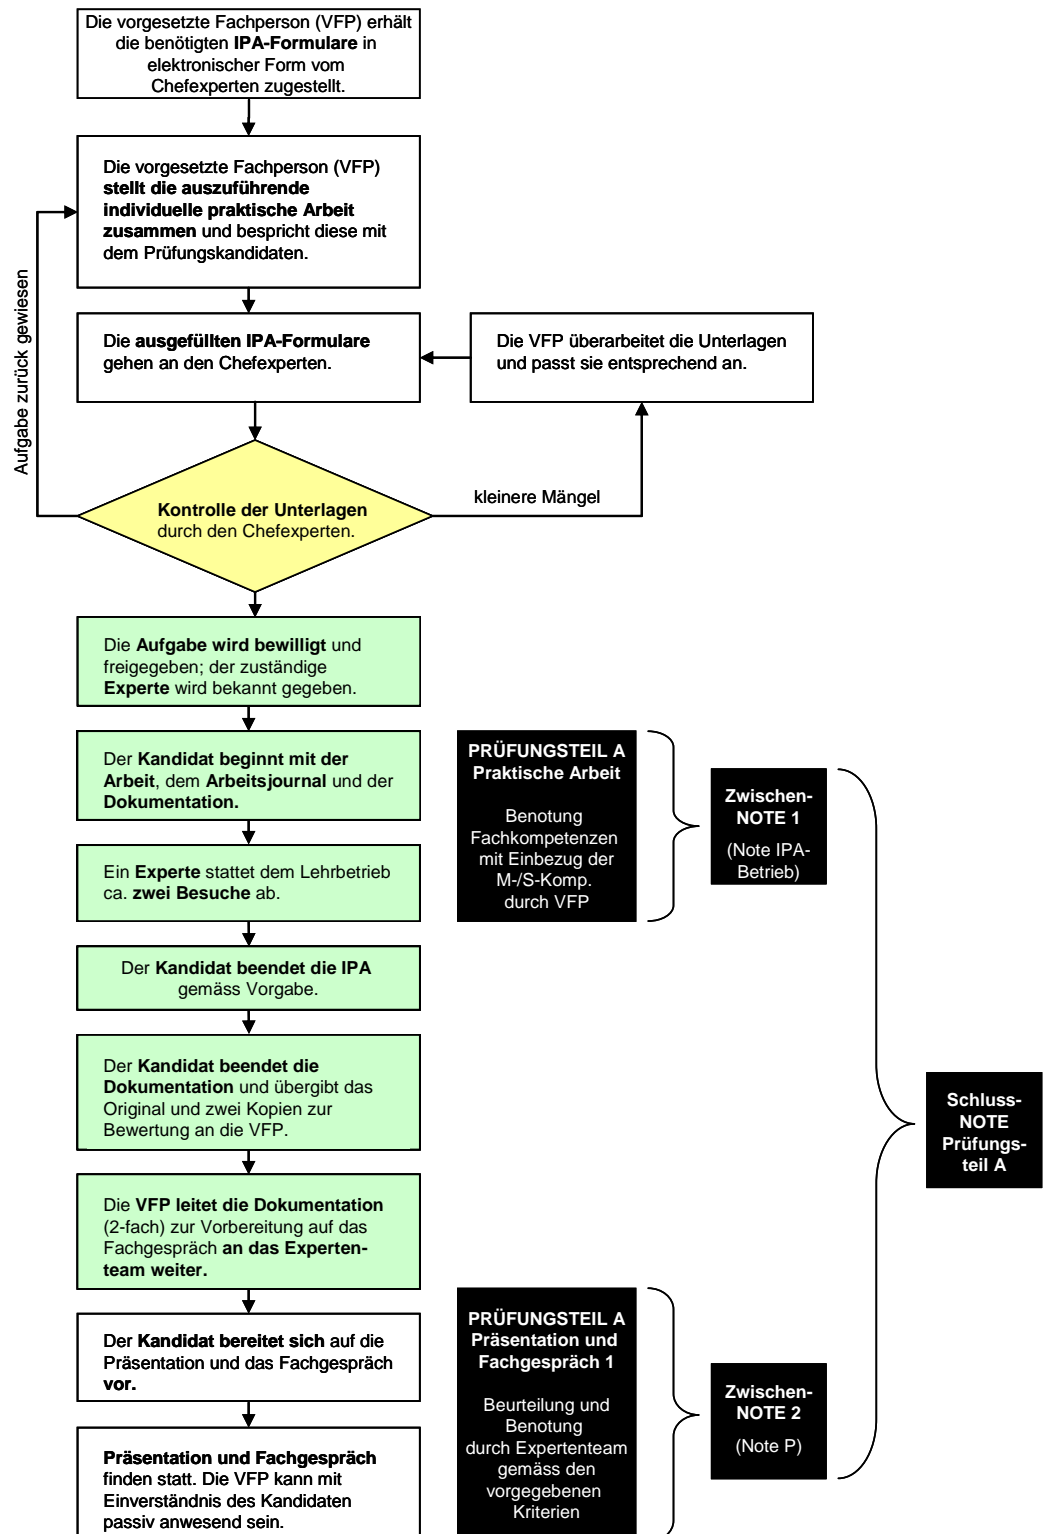 Die vorgesetzte Fachperson (VFP) erhält
die benötigten IPA-Formulare in
elektronischer Form vom
Chefexperten zugestellt.
Die vorgesetzte Fachperson (VFP)
stellt die auszuführende
individuelle praktische Arbeit
zusammen und bespricht diese mit
dem Prüfungskandidaten.
Aufgabe zurück gewiesen
Die ausgefüllten IPA-Formulare
gehen an den Chefexperten.
Die VFP überarbeitet die Unterlagen
und passt sie entsprechend an.
kleinere Mängel
Kontrolle der Unterlagen
durch den Chefexperten.
Die Aufgabe wird bewilligt und
freigegeben; der zuständige
Experte wird bekannt gegeben.
Der Kandidat beginnt mit der
Arbeit, dem Arbeitsjournal und der
Dokumentation.
Ein Experte stattet dem Lehrbetrieb
ca. zwei Besuche ab.
PRÜFUNGSTEIL A
Praktische Arbeit
Benotung
Fachkompetenzen
mit Einbezug der
M-/S-Komp.
durch VFP
Zwischen-
NOTE 1
(Note IPA-
Betrieb)
Der Kandidat beendet die IPA
gemäss Vorgabe.
Der Kandidat beendet die
Dokumentation und übergibt das
Original und zwei Kopien zur
Bewertung an die VFP.
Schluss-
NOTE
Prüfungs-
teil A
Die VFP leitet die Dokumentation
(2-fach) zur Vorbereitung auf das
Fachgespräch an das Experten-
team weiter.
Der Kandidat bereitet sich auf die
Präsentation und das Fachgespräch
vor.
Präsentation und Fachgespräch
finden statt. Die VFP kann mit
Einverständnis des Kandidaten
passiv anwesend sein.
PRÜFUNGSTEIL A
Präsentation und
Fachgespräch 1
Beurteilung und
Benotung
durch Expertenteam
gemäss den
vorgegebenen
Kriterien
Zwischen-
NOTE 2
(Note P)